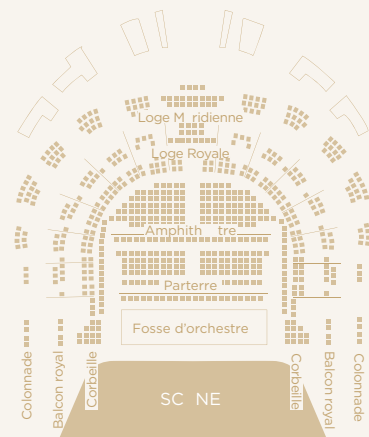 Loge M ridienne
Loge Royale
Amphith tre
Parterre
Fosse d'orchestre
Colonnade
Balcon royal
Corbeille
SC NE
Corbeille
Balcon royal
Colonnade